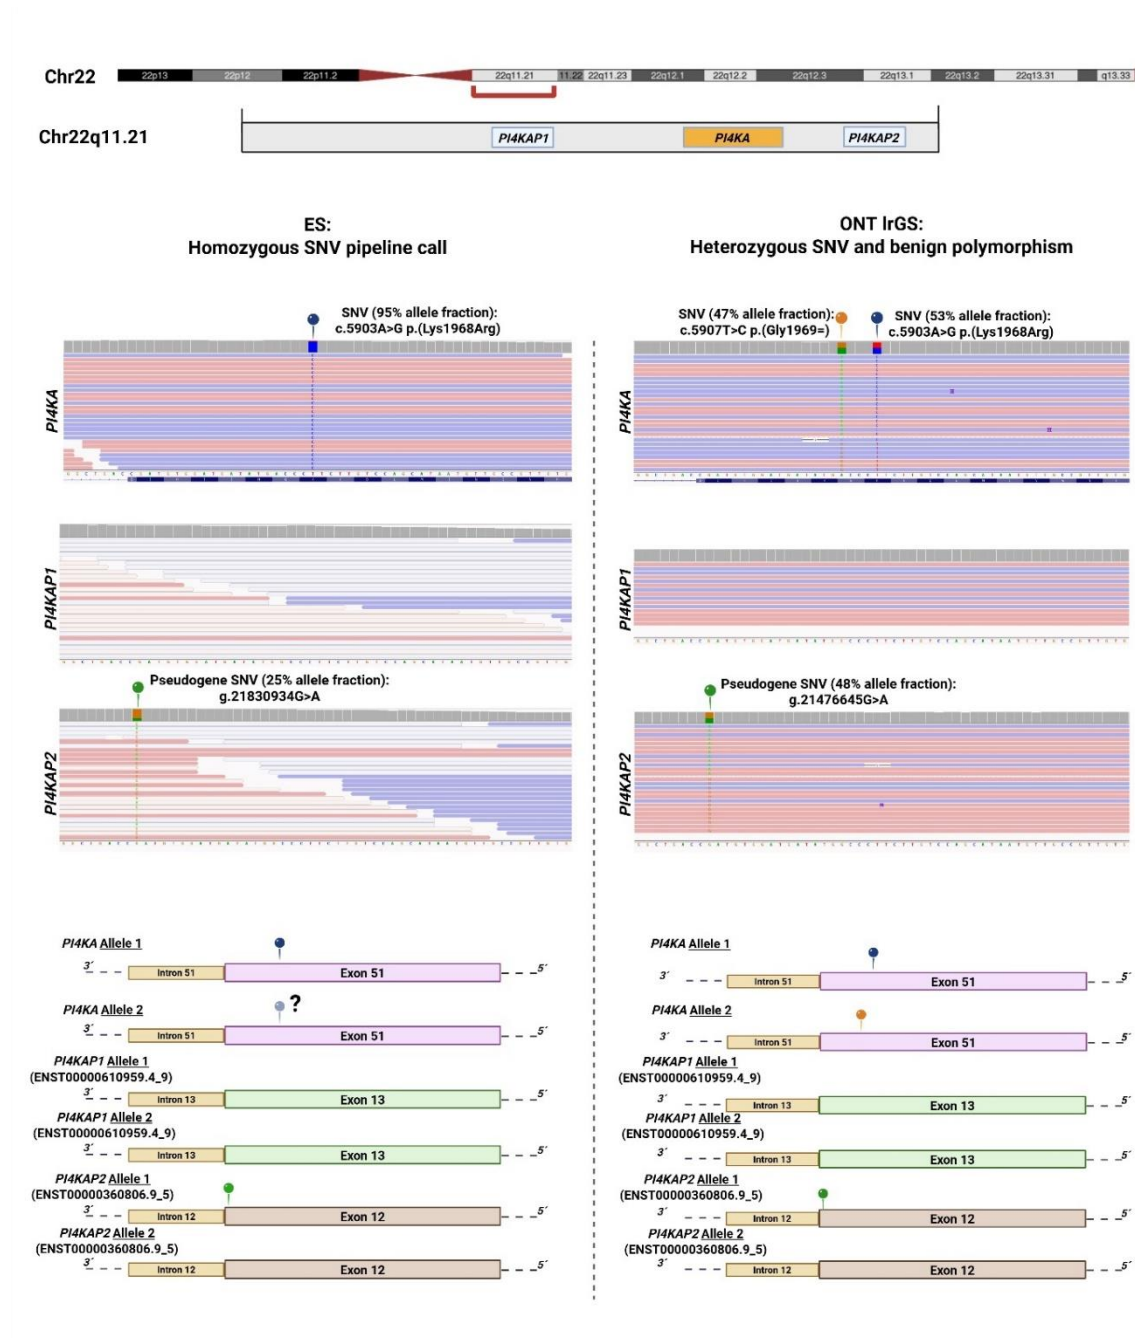 Chr22
22p13
22p12
22p11.2
22q11.21
11.22
22q11.23
22q12.1
22q12.2
22q12.3
22q13.1
22q13.2
22q13.31
q13.33
Chr22q11.21
PI4KAP1
PI4KA
PI4KAP2
ES:
Homozygous SNV pipeline call
SNV (95% allele fraction):
c.5903A>G p.(Lys1968Arg)
PI4KA
PI4KAP1
Pseudogene SNV (25% allele fraction):
g.21830934G>A
PI4KAP2
PI4KA Allele 1
3´
Intron 51
Exon 51
5´
PI4KA Allele 2
?
3´
Intron 51
Exon 51
5´
PI4KAP1 Allele 1
(ENST00000610959.4_9)
3´
Intron 13
Exon 13
5´
PI4KAP1 Allele 2
(ENST00000610959.4_9)
3´
Intron 13
Exon 13
5´
PI4KAP2 Allele 1
(ENST00000360806.9_5)
3´
Intron 12
Exon 12
5´
PI4KAP2 Allele 2
(ENST00000360806.9_5)
3´
Intron 12
Exon 12
5´
ONT lrGS:
Heterozygous SNV and benign polymorphism
SNV (47% allele fraction):
c.5907T>C p.(Gly1969=)
SNV (53% allele fraction):
c.5903A>G p.(Lys1968Arg)
PI4KA
PI4KAP1
Pseudogene SNV (48% allele fraction):
g.21476645G>A
PI4KAP2
PI4KA Allele 1
3´
Intron 51
Exon 51
5´
PI4KA Allele 2
3´
Intron 51
Exon 51
5´
PI4KAP1 Allele 1
(ENST00000610959.4_9)
3´
Intron 13
Exon 13
5´
PI4KAP1 Allele 2
(ENST00000610959.4_9)
3´
Intron 13
Exon 13
5´
PI4KAP2 Allele 1
(ENST00000360806.9_5)
3´
Intron 12
Exon 12
5´
PI4KAP2 Allele 2
(ENST00000360806.9_5)
3´
Intron 12
Exon 12
5´